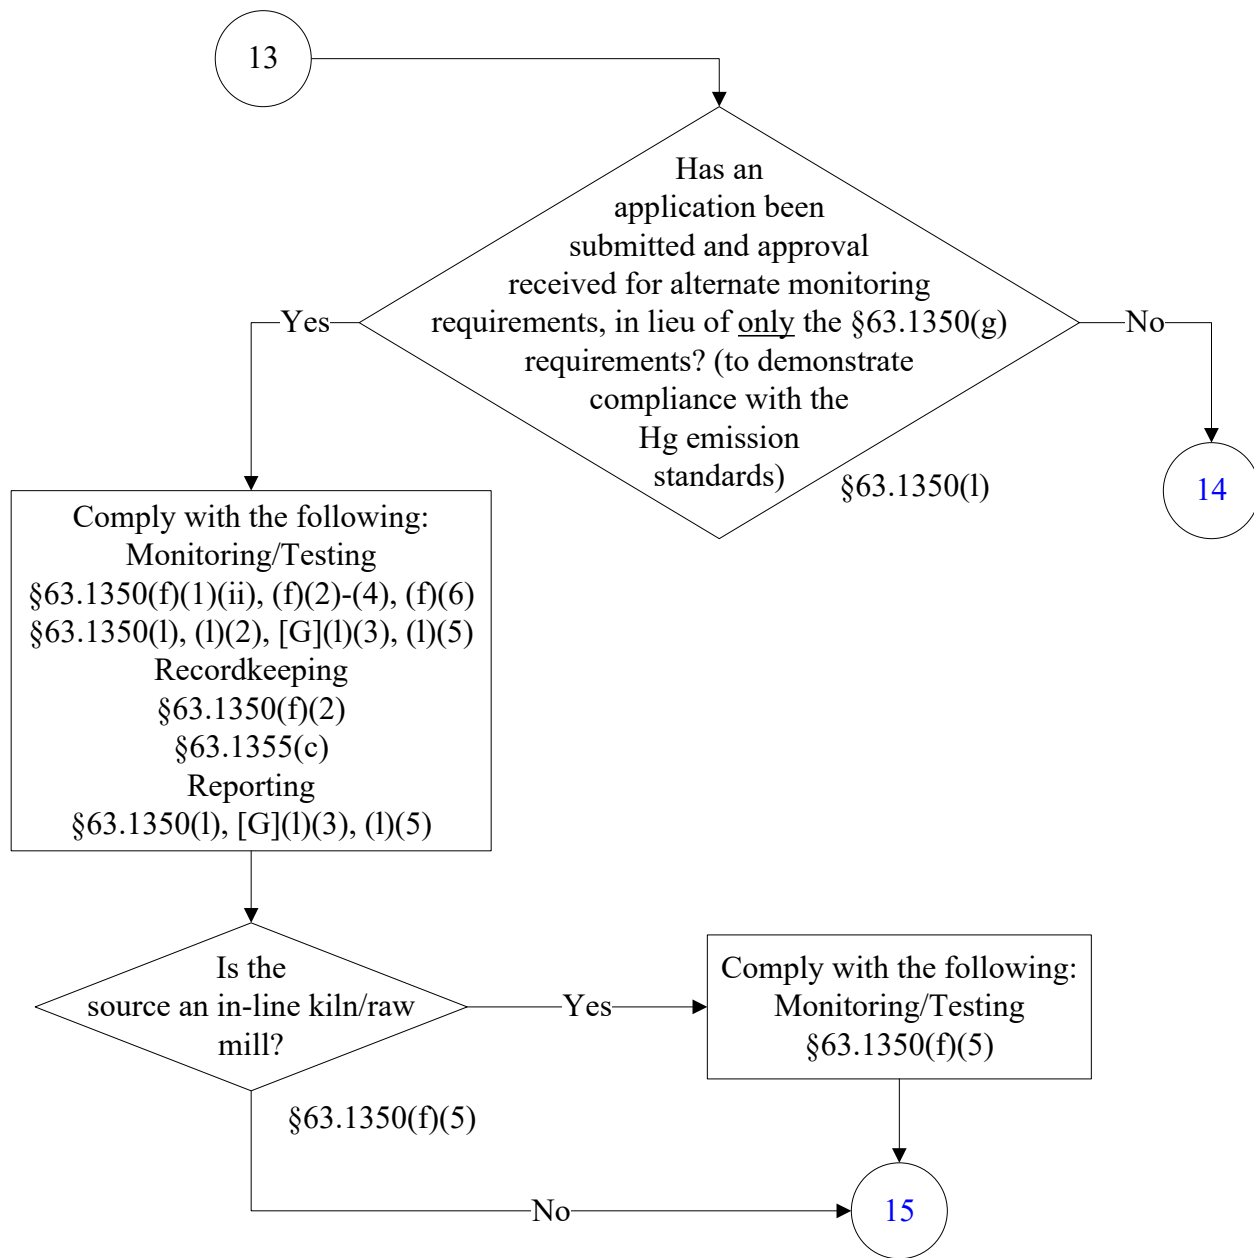 13
Has an
application been
submitted and approval
received for alternate monitoring
requirements, in lieu of only the §63.1350(g)
requirements? (to demonstrate
compliance with the
Hg emission
standards)
§63.1350(l)
Yes
No
14
Comply with the following:
Monitoring/Testing
§63.1350(f)(1)(ii), (f)(2)-(4), (f)(6)
§63.1350(l), (l)(2), [G](l)(3), (l)(5)
Recordkeeping
§63.1350(f)(2)
§63.1355(c)
Reporting
§63.1350(l), [G](l)(3), (l)(5)
Is the
source an in-line kiln/raw
mill?
§63.1350(f)(5)
Yes
Comply with the following:
Monitoring/Testing
§63.1350(f)(5)
No
15